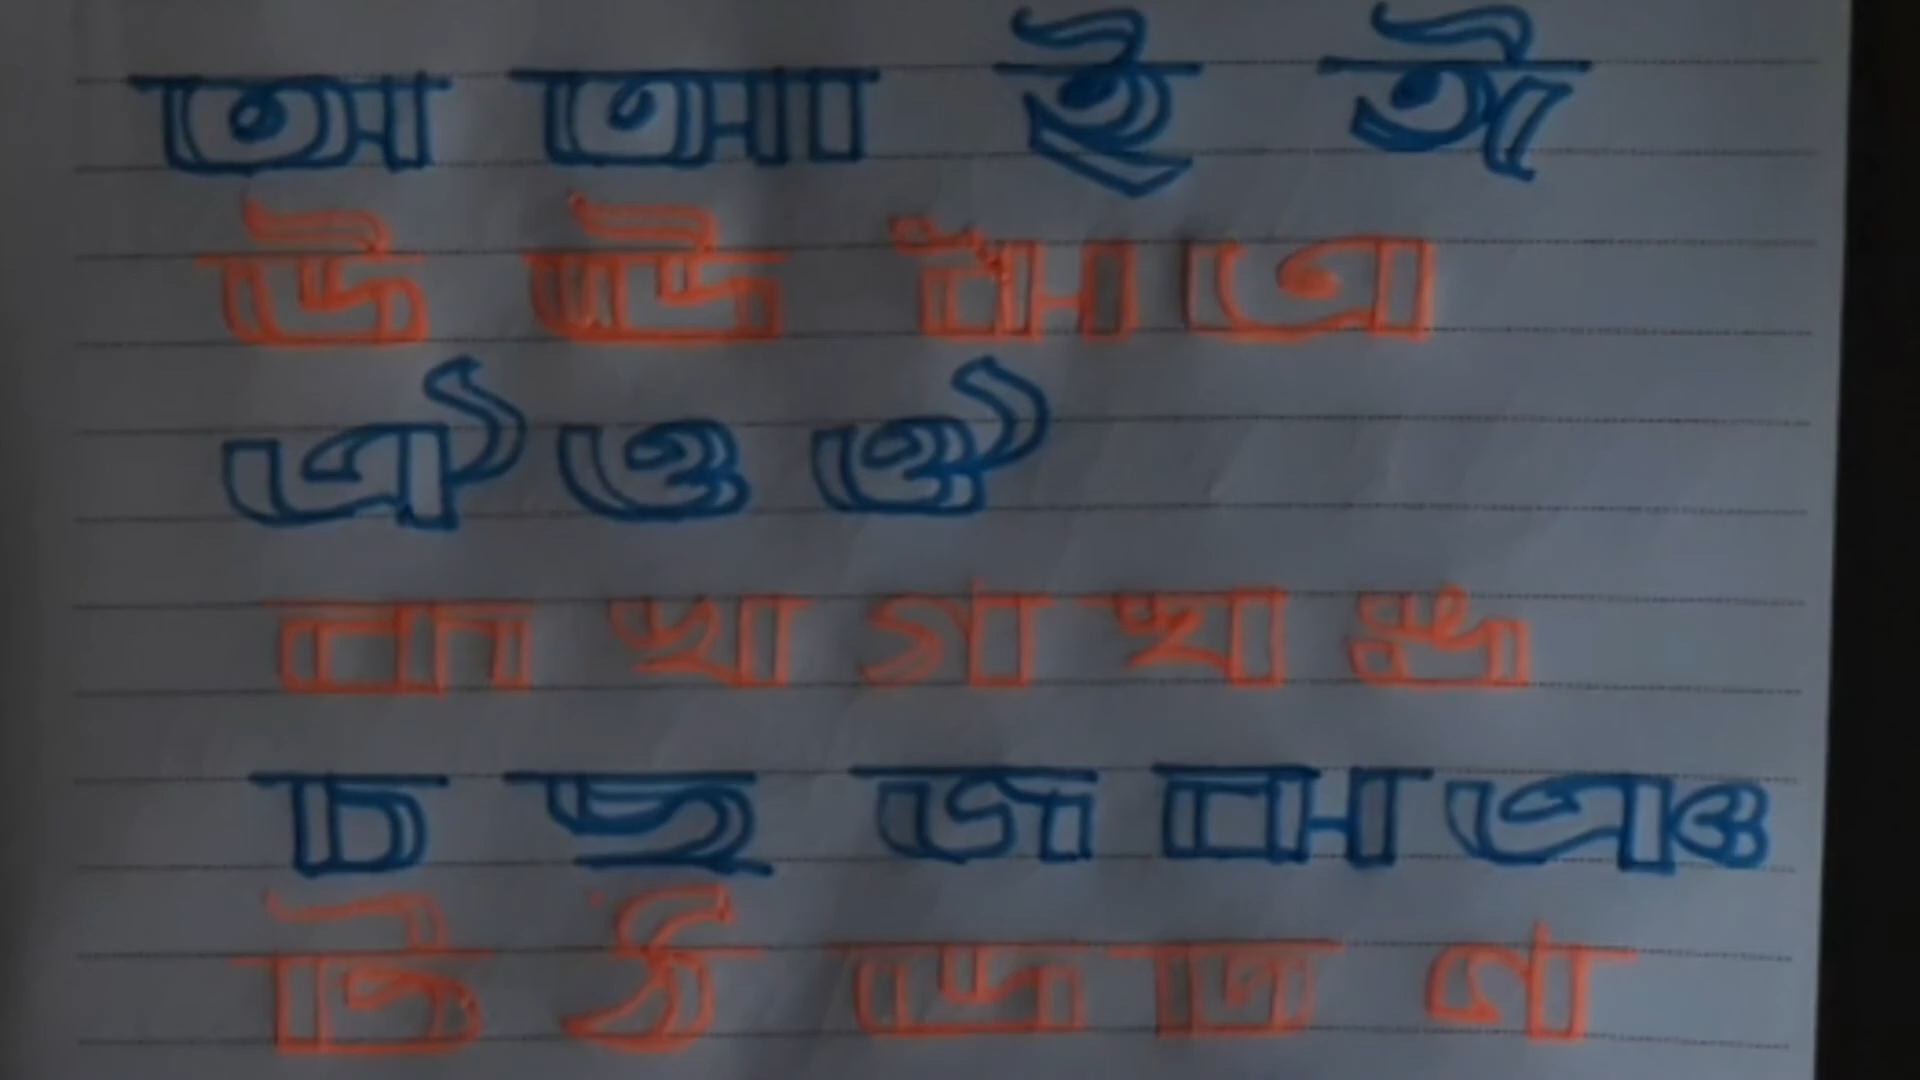 অ আ ই ঈ
উ ঊ ঋ এ
ঐ ও ঔ
ক খ গ ঘ ঙ
চ ছ জ ঝ ঞ
ট ঠ ড ঢ ণ